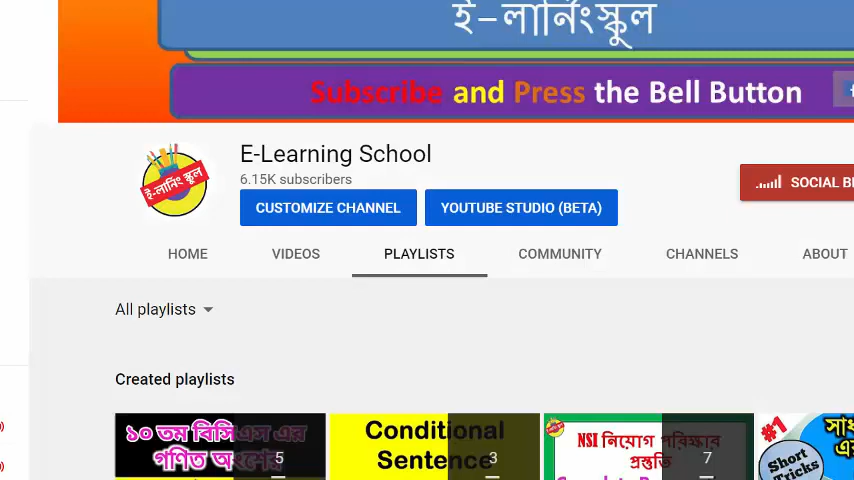 ই-লার্নিংস্কুল
Subscribe and Press the Bell Button
ই-লার্নিং স্কুল
E-Learning School
6.15K subscribers
CUSTOMIZE CHANNEL YOUTUBE STUDIO (BETA)
SOCIAL
HOME VIDEOS PLAYLISTS COMMUNITY CHANNELS ABOUT
All playlists
Created playlists
১০ তম বিসিএস এর
গণিত অংশের
5
Conditional
Sentence
3
NSI নিয়োগ পরিক্ষার
প্রস্তুতি
7
#1
Short
Tricks